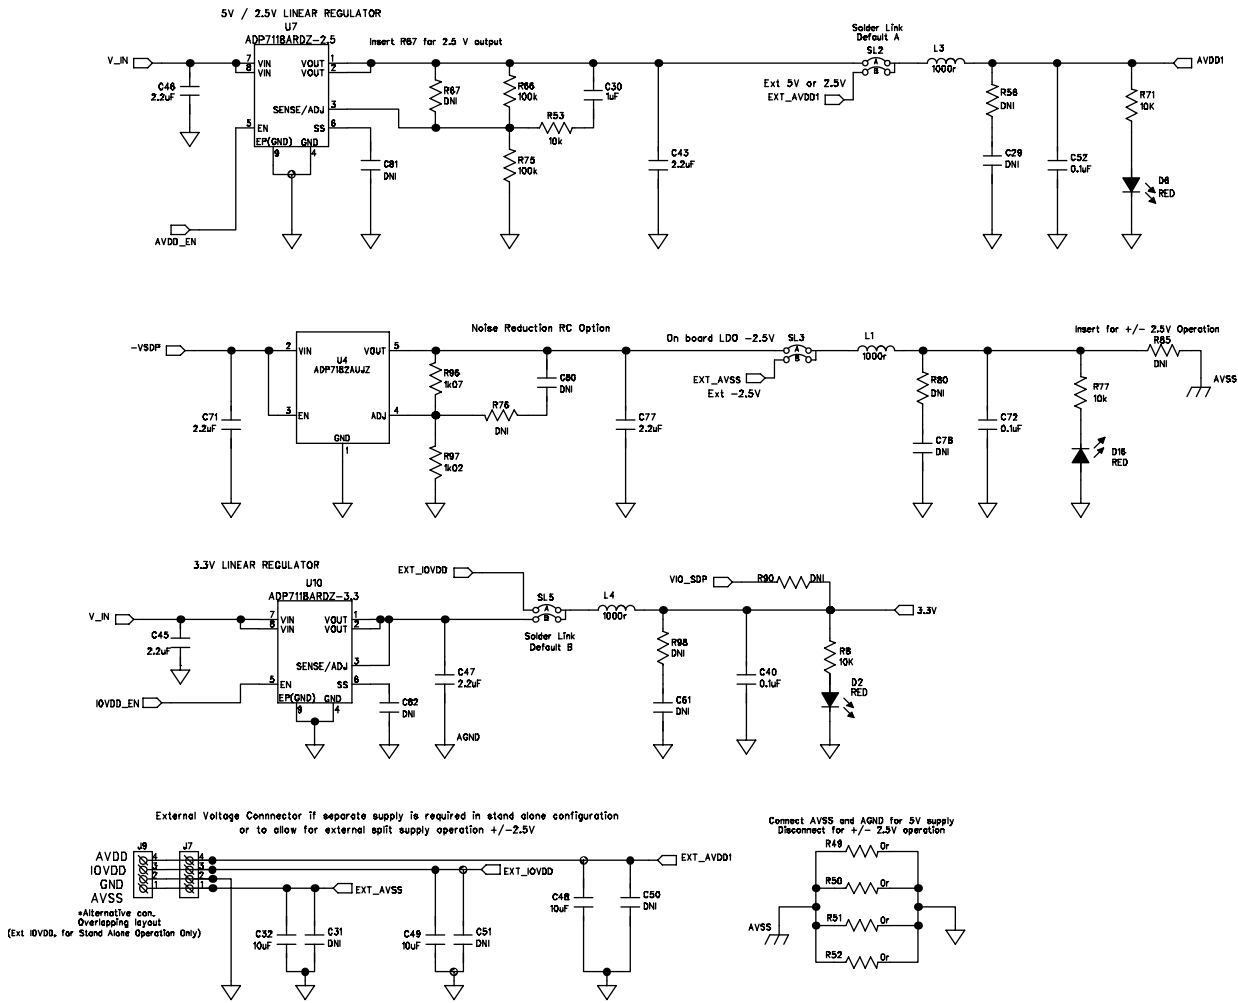 5V / 2.5V LINEAR REGULATOR
U7
ADP7118ARDZ-2.5
Insert R67 for 2.5 V output
Solder Link
Default A
SL2
L3
1000r
V_IN
7 VIN VOUT 1
8 VIN VOUT 2
A
B
AVDD1
C46
2.2uF
R67
DNI
R66
100k
C30
1uF
Ext 5V or 2.5V
EXT_AVDD1
R56
DNI
R71
10K
SENSE/ADJ 3
R53
10k
5 EN SS 6
EP(GND) GND
9 4
C81
DNI
R75
100k
C43
2.2uF
C29
DNI
C52
0.1uF
D6
RED
AVDD_EN
Noise Reduction RC Option
On board LDO -2.5V
SL3
L1
1000r
Insert for +/- 2.5V Operation
R85
DNI
-VSDP
2 VIN VOUT 5
U4
ADP7182AUJZ
A
B
AVSS
R96
1k07
C80
DNI
EXT_AVSS
Ext -2.5V
R80
DNI
R77
10k
C71
2.2uF
3 EN ADJ 4
R76
DNI
C77
2.2uF
C72
0.1uF
GND
1
R97
1k02
C78
DNI
D16
RED
3.3V LINEAR REGULATOR
U10
ADP7118ARDZ-3.3
EXT_IOVDD
VIO_SDP
R90 DNI
SL5
L4
1000r
V_IN
7 VIN VOUT 1
8 VIN VOUT 2
A
B
3.3V
Solder Link
Default B
C45
2.2uF
SENSE/ADJ 3
R98
DNI
R8
10K
C47
2.2uF
C40
0.1uF
5 EN SS 6
IOVDD_EN
EP(GND) GND
9 4
C82
DNI
C61
DNI
D2
RED
AGND
External Voltage Connnector if separate supply is required in stand alone configuration
or to allow for external split supply operation +/-2.5V
Connect AVSS and AGND for 5V supply
Disconnect for +/- 2.5V operation
J9 J7
AVDD 4 4
IOVDD 3 3
GND 2 2
AVSS 1 1
EXT_AVDD1
EXT_IOVDD
EXT_AVSS
*Alternative con.
Overlapping layout
(Ext IOVDD, for Stand Alone Operation Only)
C32
10uF
C31
DNI
C49
10uF
C51
DNI
C48
10uF
C50
DNI
R49 0r
R50 0r
R51 0r
R52 0r
AVSS